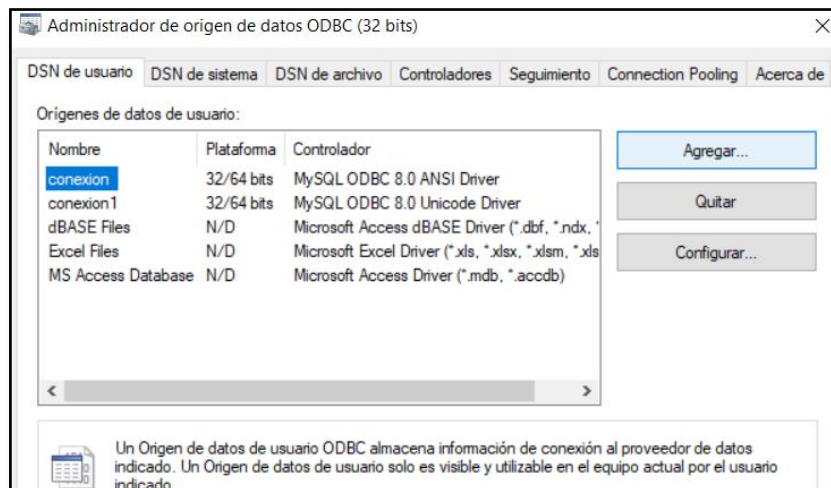 Administrador de origen de datos ODBC (32 bits)
DSN de usuario DSN de sistema DSN de archivo Controladores Seguimiento Connection Pooling Acerca de
Orígenes de datos de usuario:
Nombre Plataforma Controlador
conexion 32/64 bits MySQL ODBC 8.0 ANSI Driver
conexion1 32/64 bits MySQL ODBC 8.0 Unicode Driver
dBASE Files N/D Microsoft Access dBASE Driver (*.dbf, *.ndx, *
Excel Files N/D Microsoft Excel Driver (*.xls, *.xlsx, *.xlsm, *.xls
MS Access Database N/D Microsoft Access Driver (*.mdb, *.accdb)
Agregar...
Quitar
Configurar...
Un Origen de datos de usuario ODBC almacena información de conexión al proveedor de datos
indicado. Un Origen de datos de usuario solo es visible y utilizable en el equipo actual por el usuario
indicado.